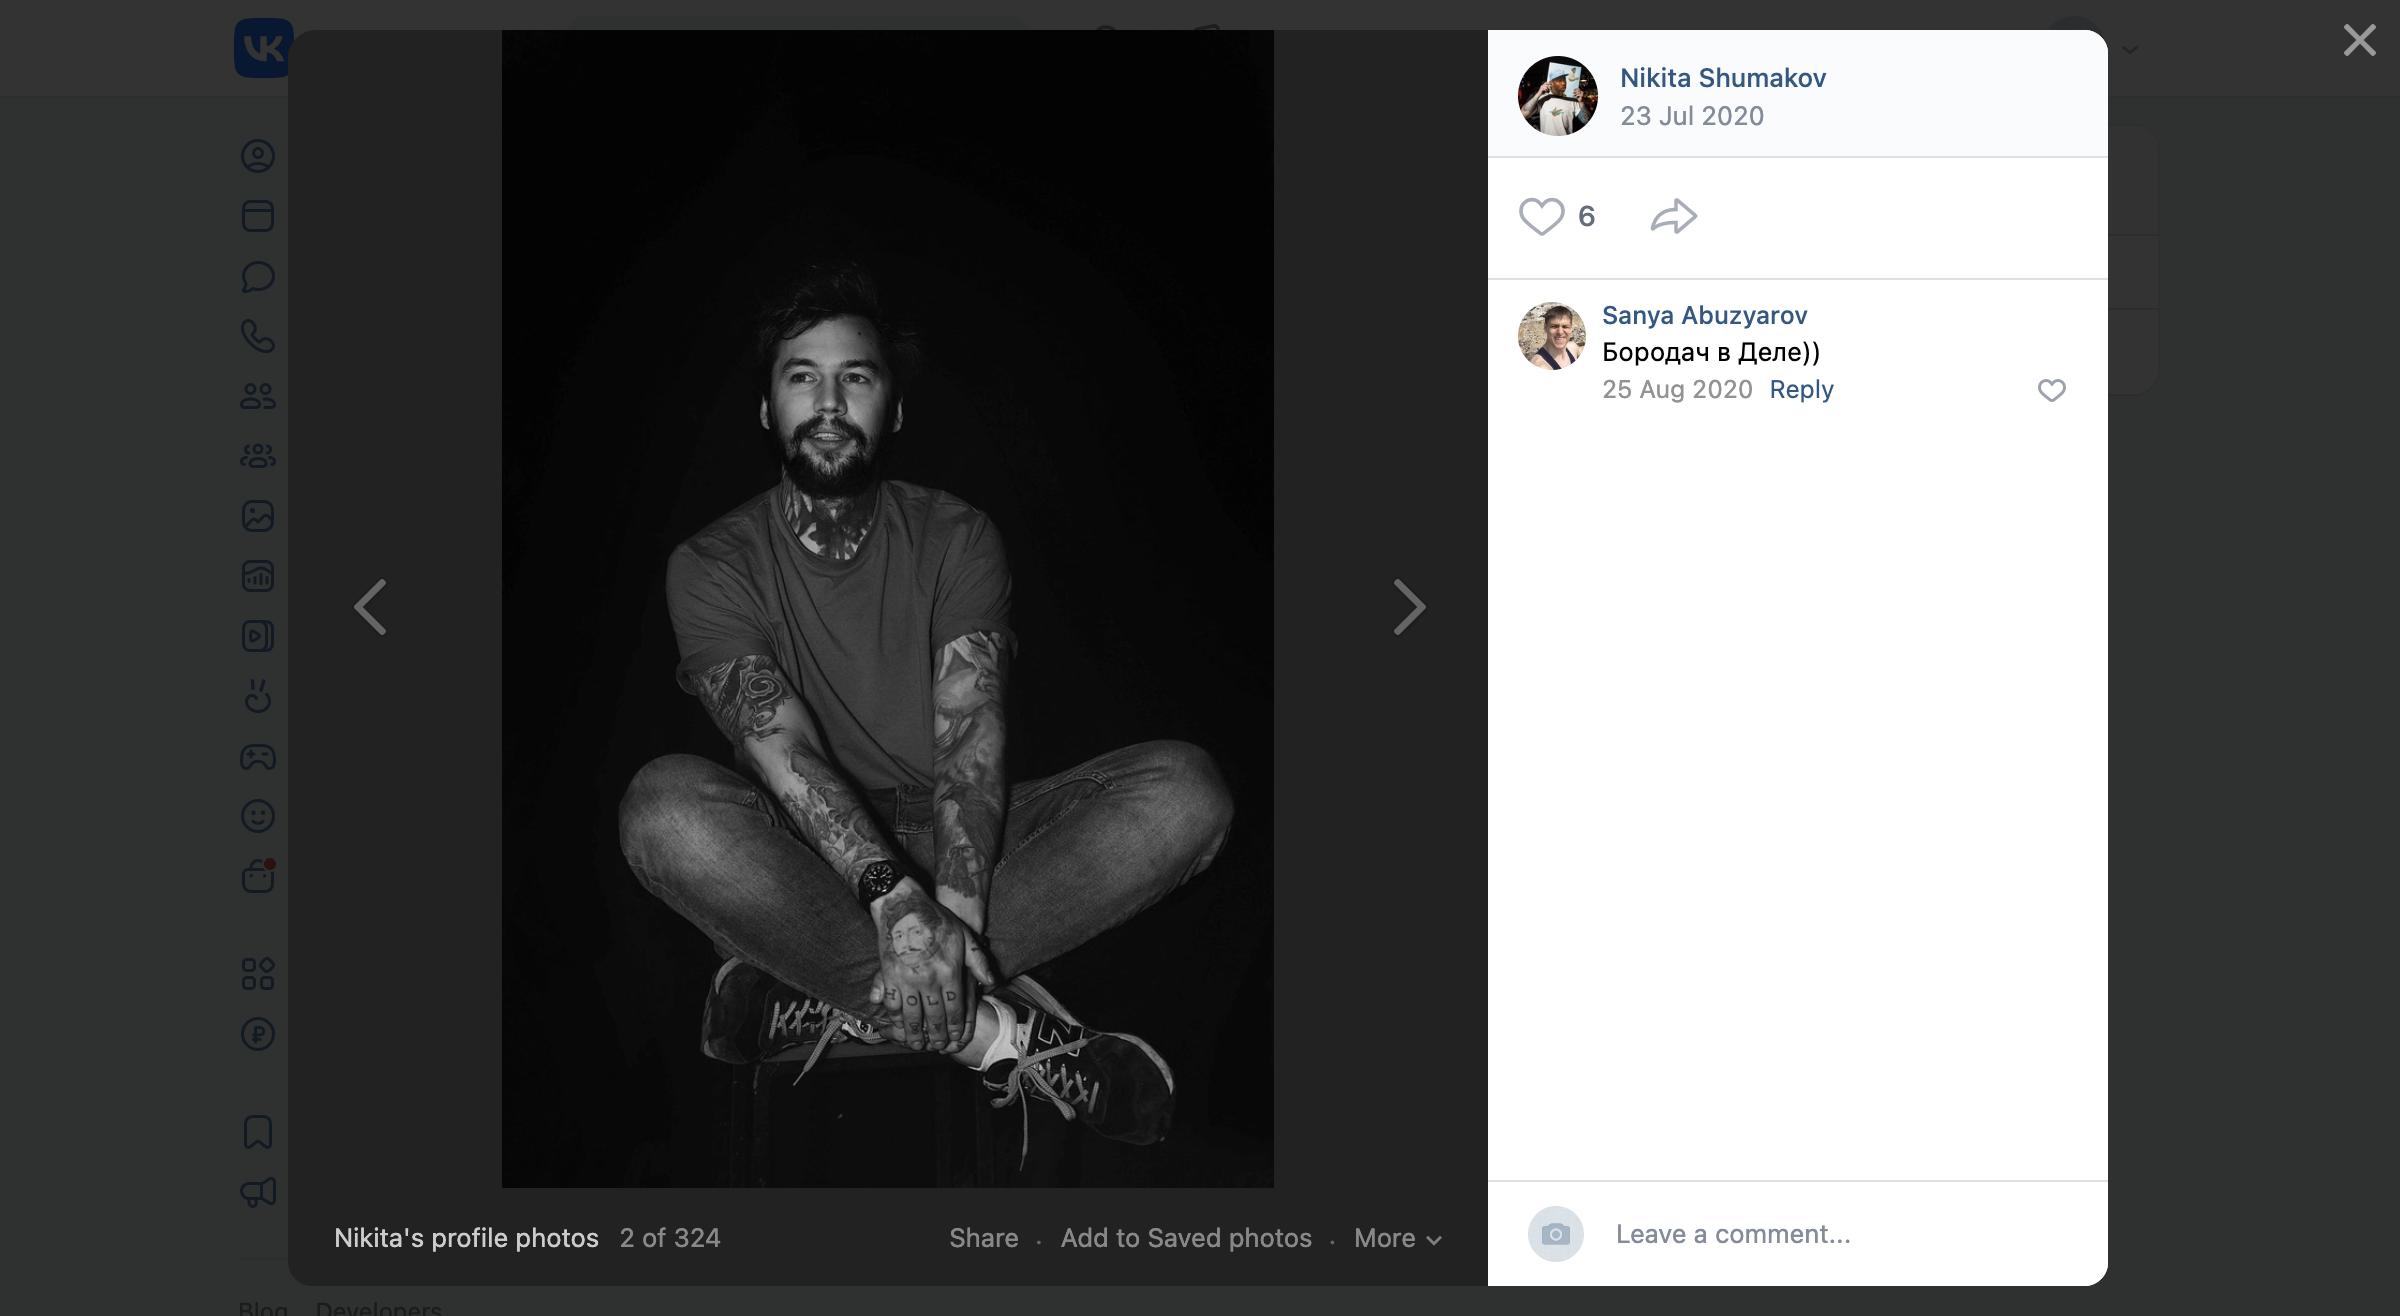 VK
Nikita Shumakov
23 Jul 2020
6
Sanya Abuzyarov
Бородач в Деле))
25 Aug 2020 Reply
HOLD
N
Nikita's profile photos 2 of 324 Share · Add to Saved photos · More
Leave a comment...
Blog Developers